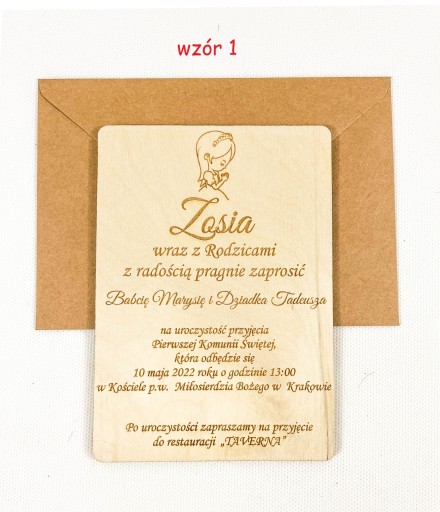 wzór 1
Zosia
wraz z Rodzicami
z radością pragnie zaprosić
Babcię Marysię i Dziadka Tadeusza
na uroczystość przyjęcia
Pierwszej Komunii Świętej,
która odbędzie się
10 maja 2022 roku o godzinie 13:00
w Kościele p.w. Miłosierdzia Bożego w Krakowie
Po uroczystości zapraszamy na przyjęcie
do restauracji „TAVERNA”